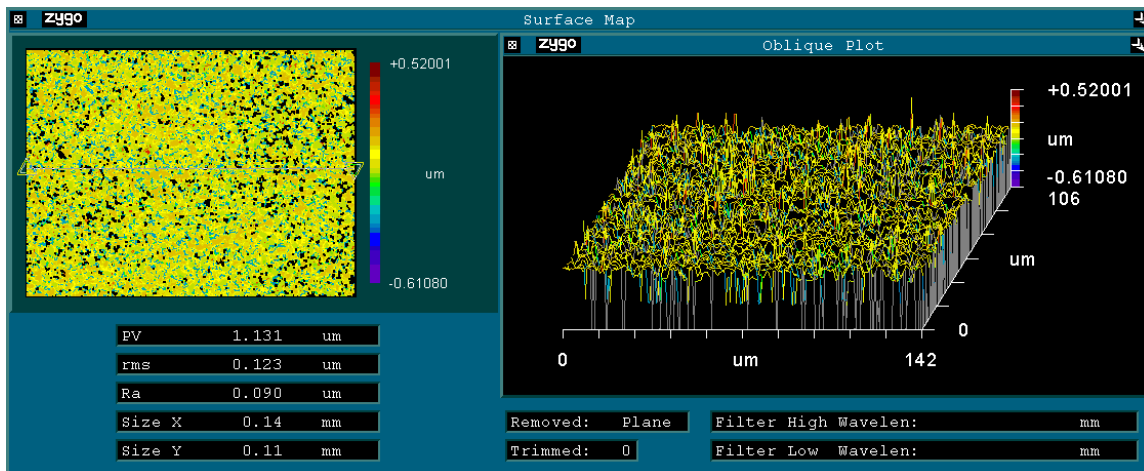 zygo Surface Map
+0.52001
um
-0.61080
PV 1.131 um
rms 0.123 um
Ra 0.090 um
Size X 0.14 mm
Size Y 0.11 mm
zygo Oblique Plot
+0.52001
um
-0.61080
106
um
0
0 um 142
Removed: Plane
Trimmed: 0
Filter High Wavelen: mm
Filter Low Wavelen: mm